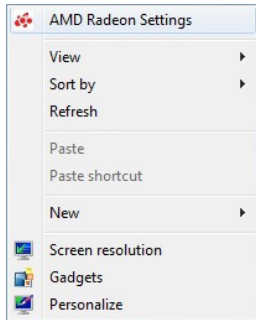 AMD Radeon Settings
View
Sort by
Refresh
Paste
Paste shortcut
New
Screen resolution
Gadgets
Personalize